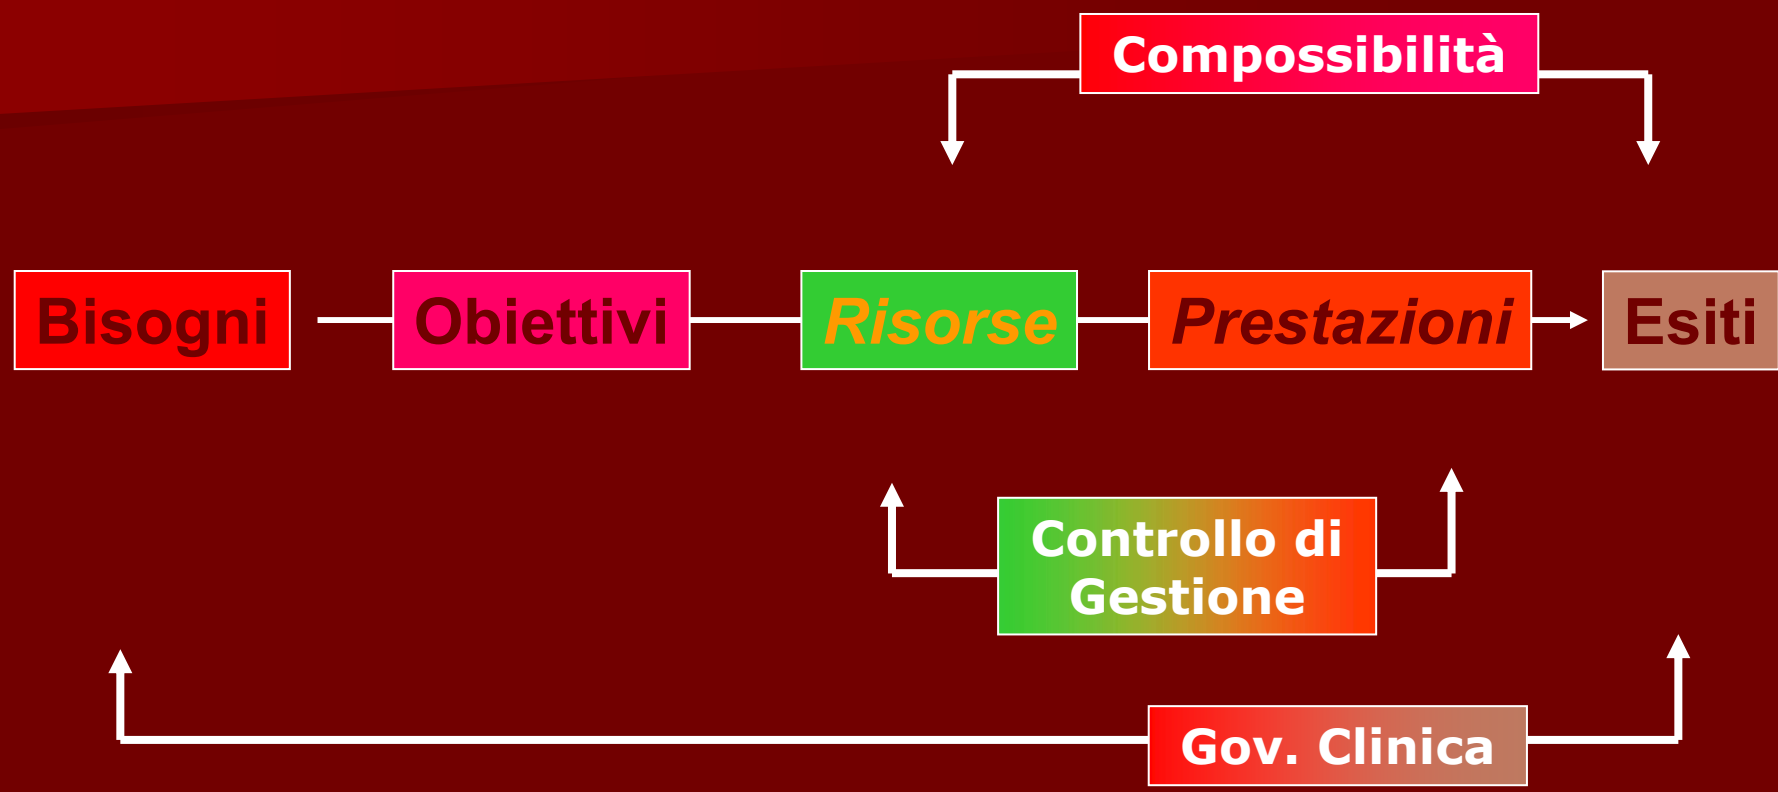 Compossibilità
Bisogni
Obiettivi
Risorse
Prestazioni
Esiti
Controllo di
Gestione
Gov. Clinica